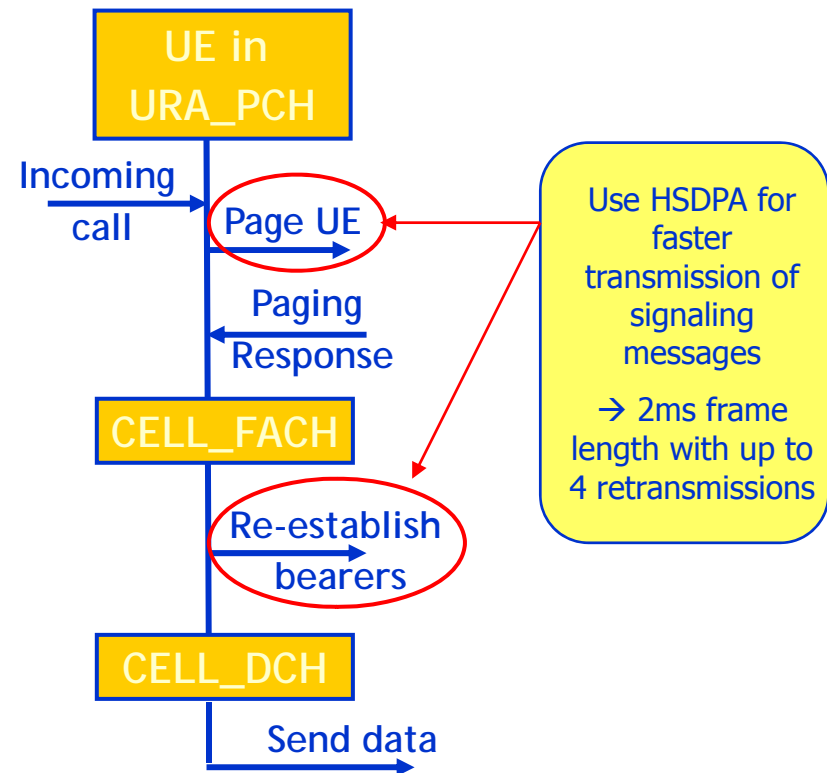 UE in
URA_PCH
Incoming
call
Page UE
Paging
Response
CELL_FACH
Re-establish
bearers
CELL_DCH
Send data
Use HSDPA for
faster
transmission of
signaling
messages
→ 2ms frame
length with up to
4 retransmissions